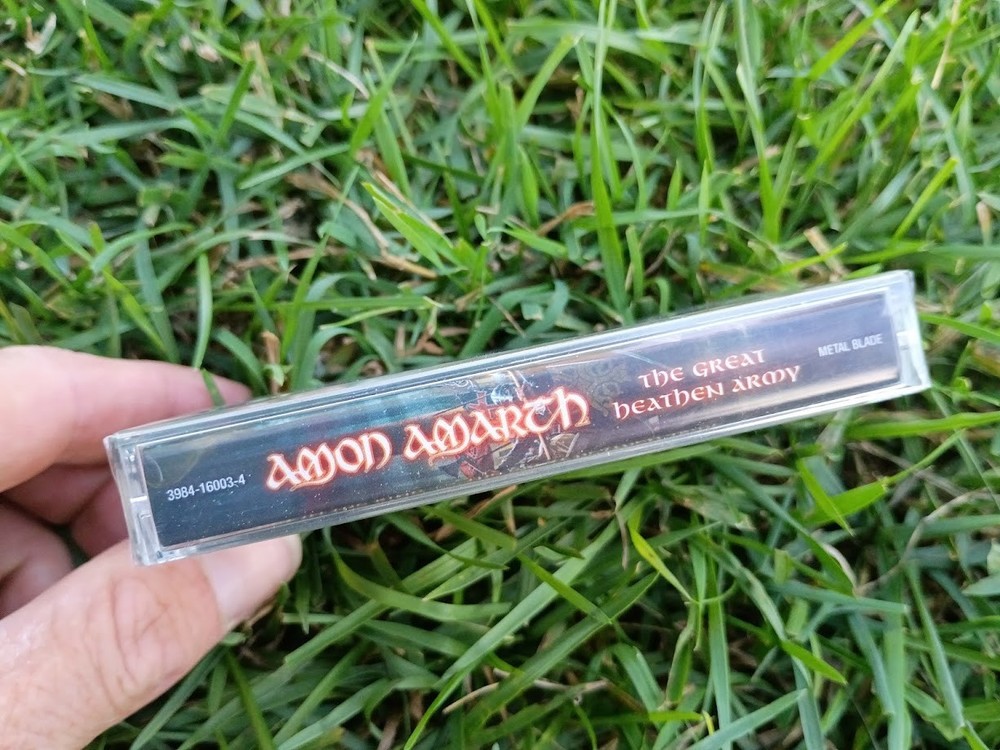 3984-16003-4
AMON AMARTH
THE GREAT
HEATHEN ARMY
METAL BLADE